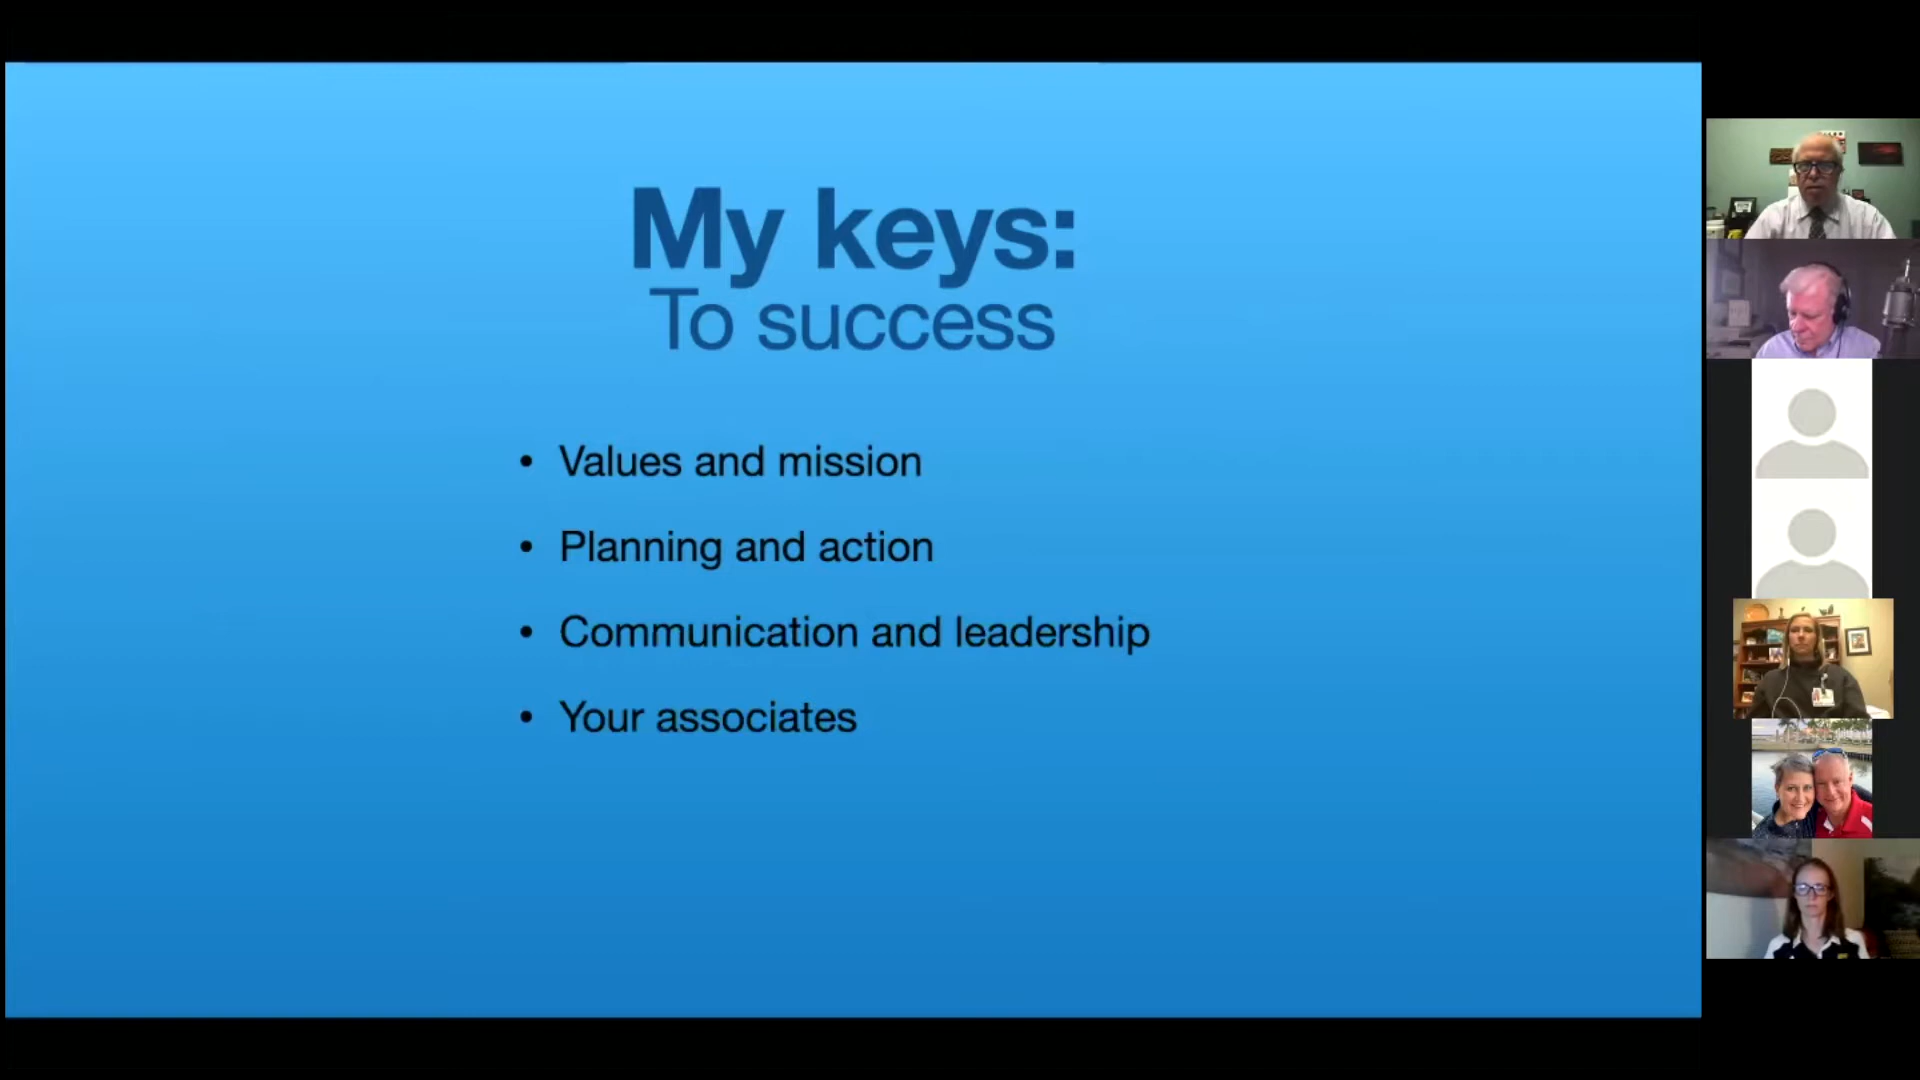 My keys:
To success
• Values and mission
• Planning and action
• Communication and leadership
• Your associates